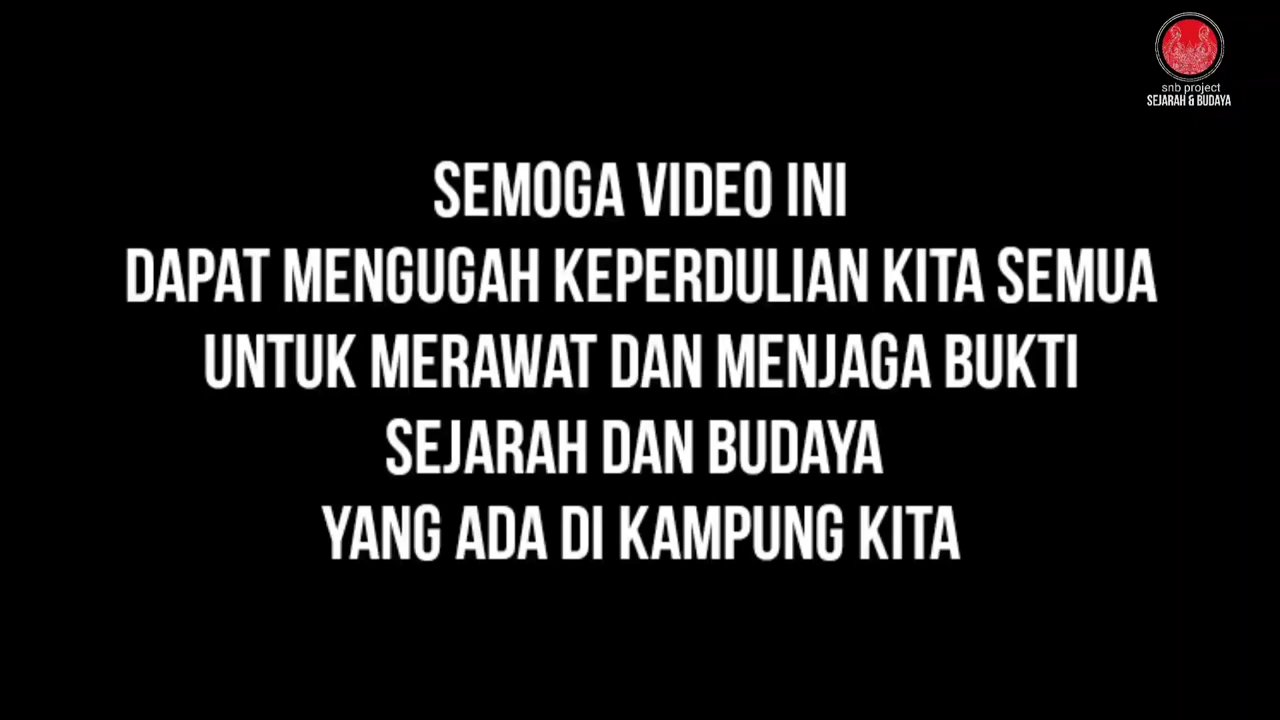 snb project
SEJARAH & BUDAYA
SEMOGA VIDEO INI
DAPAT MENGUGAH KEPERDULIAN KITA SEMUA
UNTUK MERAWAT DAN MENJAGA BUKTI
SEJARAH DAN BUDAYA
YANG ADA DI KAMPUNG KITA